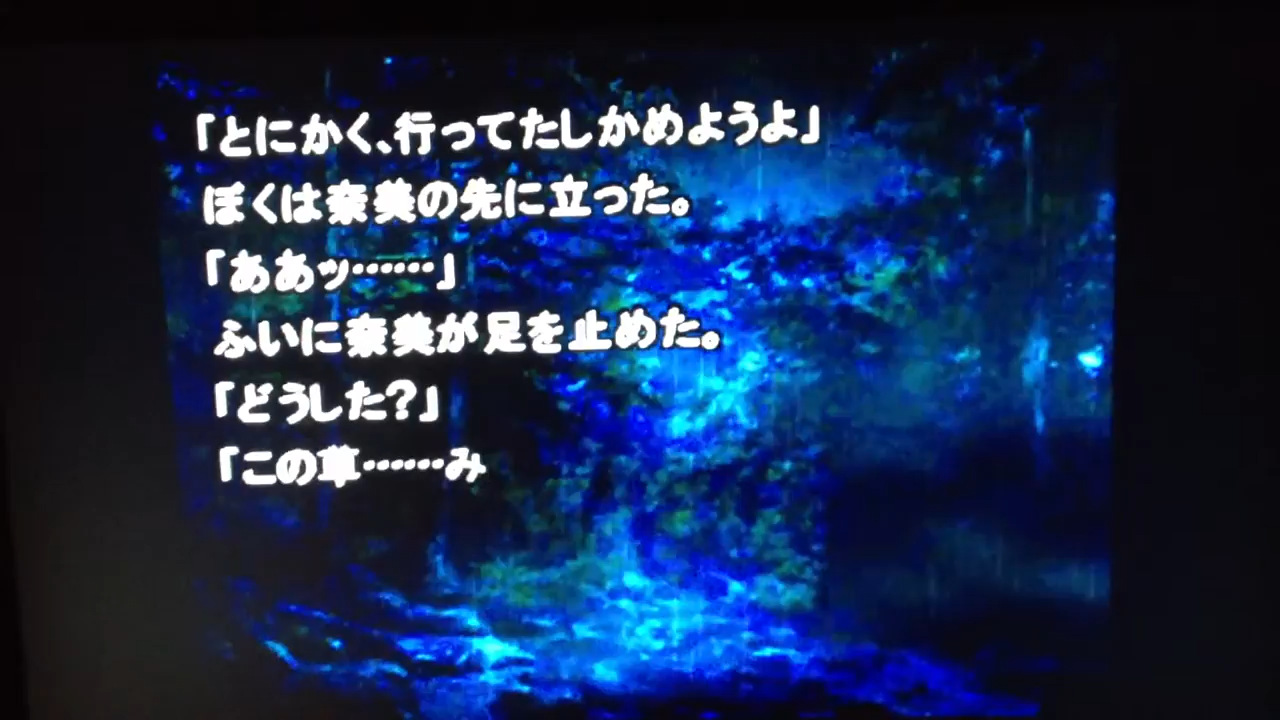 「とにかく、行ってたしかめようよ」
ぼくは奈美の先に立った。
「ああッ……」
ふいに奈美が足を止めた。
「どうした?」
「この草……み